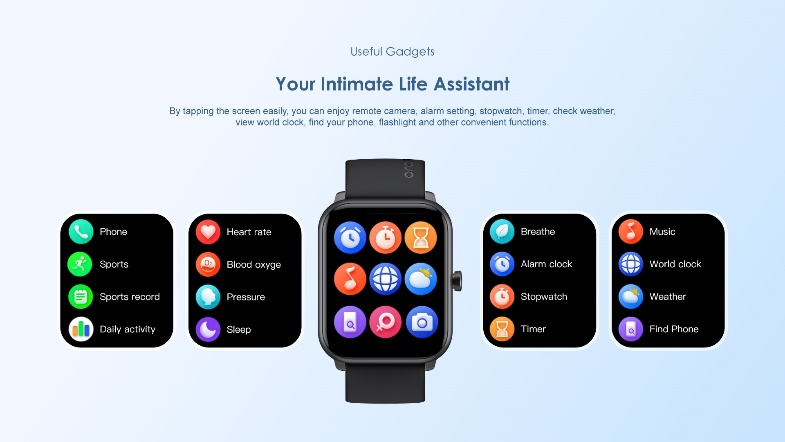 Useful Gadgets
Your Intimate Life Assistant
By tapping the screen easily, you can enjoy remote camera, alarm setting, stopwatch, timer, check weather,
view world clock, find your phone, flashlight and other convenient functions.
Phone
Sports
Sports record
Daily activity
Heart rate
Blood oxyge
Pressure
Sleep
Breathe
Alarm clock
Stopwatch
Timer
Music
World clock
Weather
Find Phone